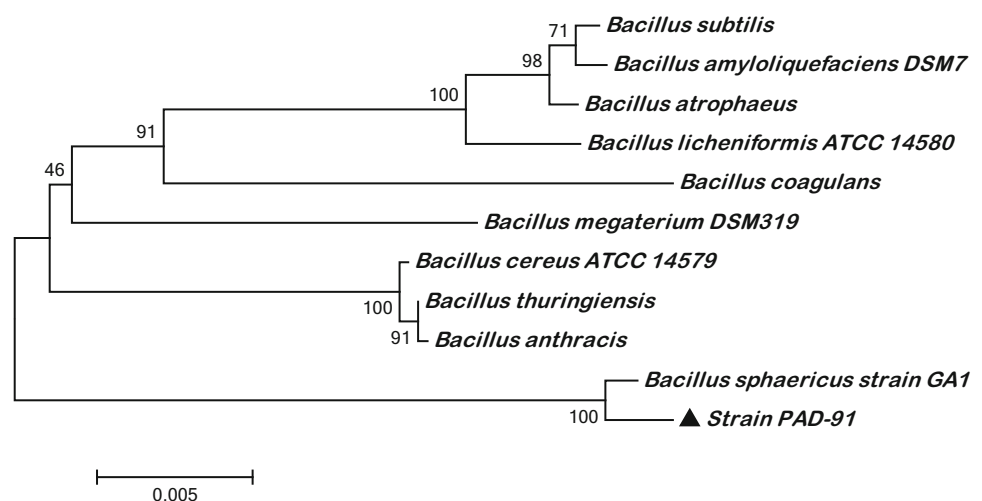 71
Bacillus subtilis
98
Bacillus amyloliquefaciens DSM7
100
Bacillus atrophaeus
91
Bacillus licheniformis ATCC 14580
46
Bacillus coagulans
Bacillus megaterium DSM319
Bacillus cereus ATCC 14579
100
Bacillus thuringiensis
91
Bacillus anthracis
Bacillus sphaericus strain GA1
100
▲ Strain PAD-91
0.005